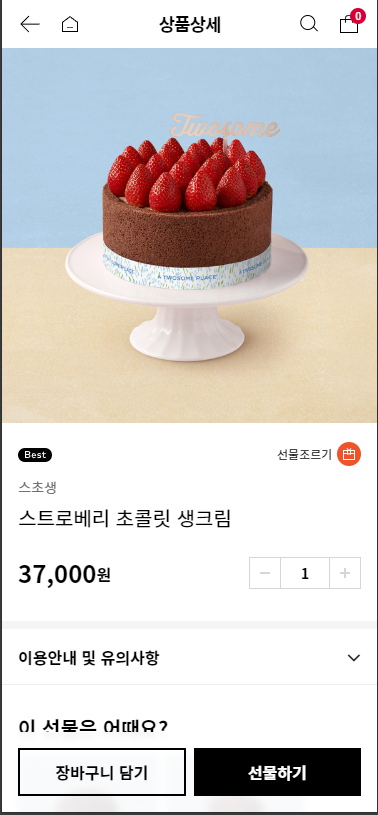 상품상세
0
Twosome
A TWOSOME PLACE
Best
선물조르기
스초생
스트로베리 초콜릿 생크림
37,000원
1
이용안내 및 유의사항
이 선물은 어때요?
장바구니 담기
선물하기